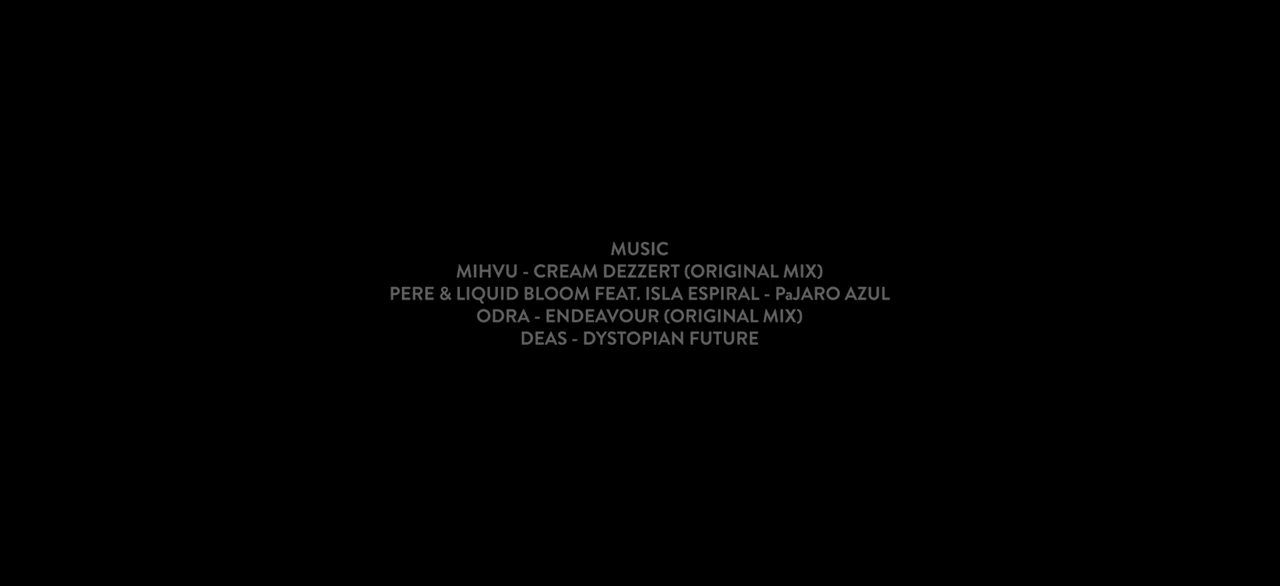 MUSIC
MIHVU - CREAM DEZZERT (ORIGINAL MIX)
PERE & LIQUID BLOOM FEAT. ISLA ESPIRAL - PaJARO AZUL
ODRA - ENDEAVOUR (ORIGINAL MIX)
DEAS - DYSTOPIAN FUTURE